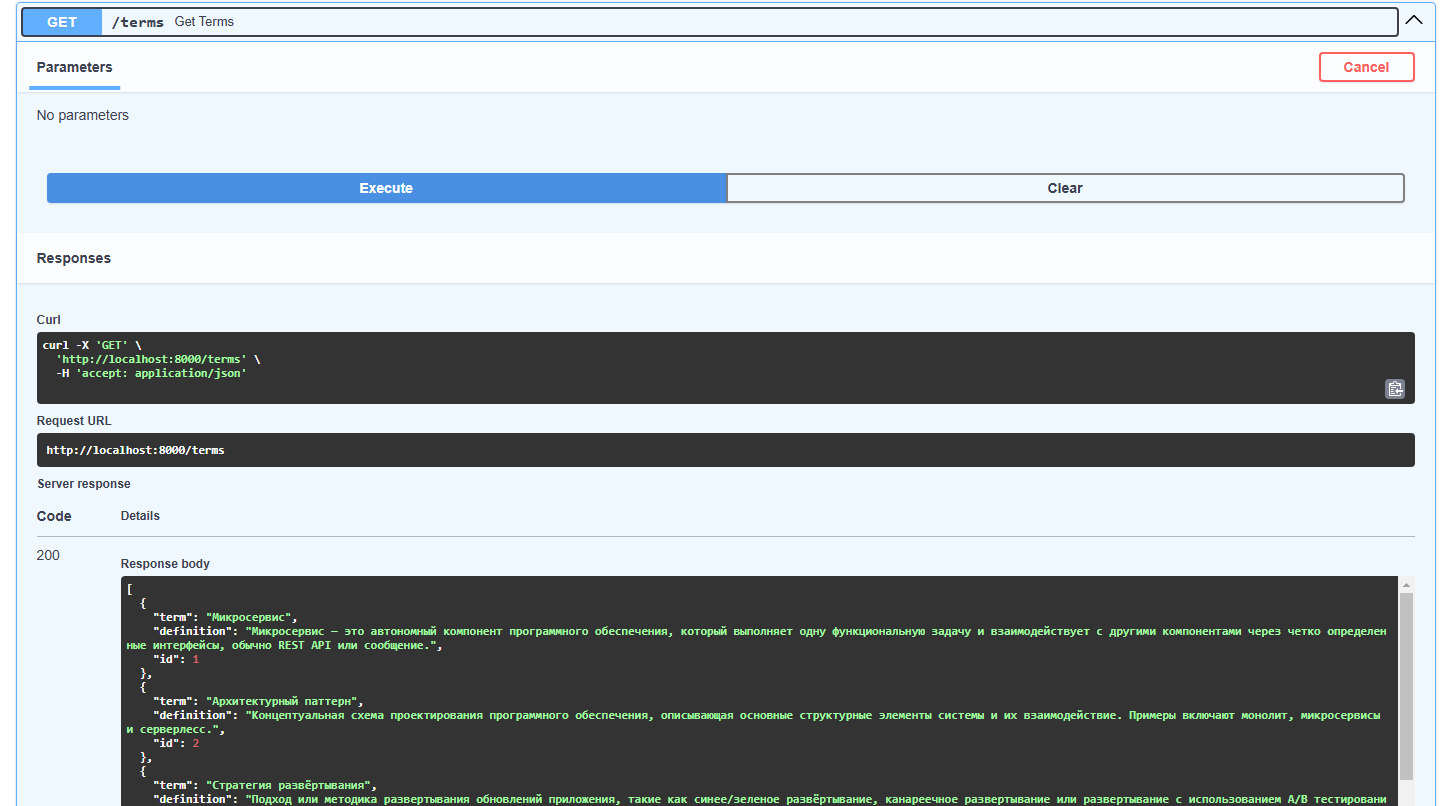 GET /terms Get Terms
Parameters
Cancel
No parameters
Execute
Clear
Responses
Curl
curl -X 'GET' \
  'http://localhost:8000/terms' \
  -H 'accept: application/json'
Request URL
http://localhost:8000/terms
Server response
Code Details
200
Response body
[
  {
    "term": "Микросервис",
    "definition": "Микросервис — это автономный компонент программного обеспечения, который выполняет одну функциональную задачу и взаимодействует с другими компонентами через четко определен
ные интерфейсы, обычно REST API или сообщение.",
    "id": 1
  },
  {
    "term": "Архитектурный паттерн",
    "definition": "Концептуальная схема проектирования программного обеспечения, описывающая основные структурные элементы системы и их взаимодействие. Примеры включают монолит, микросервисы
и серверлесс.",
    "id": 2
  },
  {
    "term": "Стратегия развёртывания",
    "definition": "Подход или методика развертывания обновлений приложения, такие как синее/зеленое развёртывание, канареечное развертывание или развертывание с использованием A/B тестировани